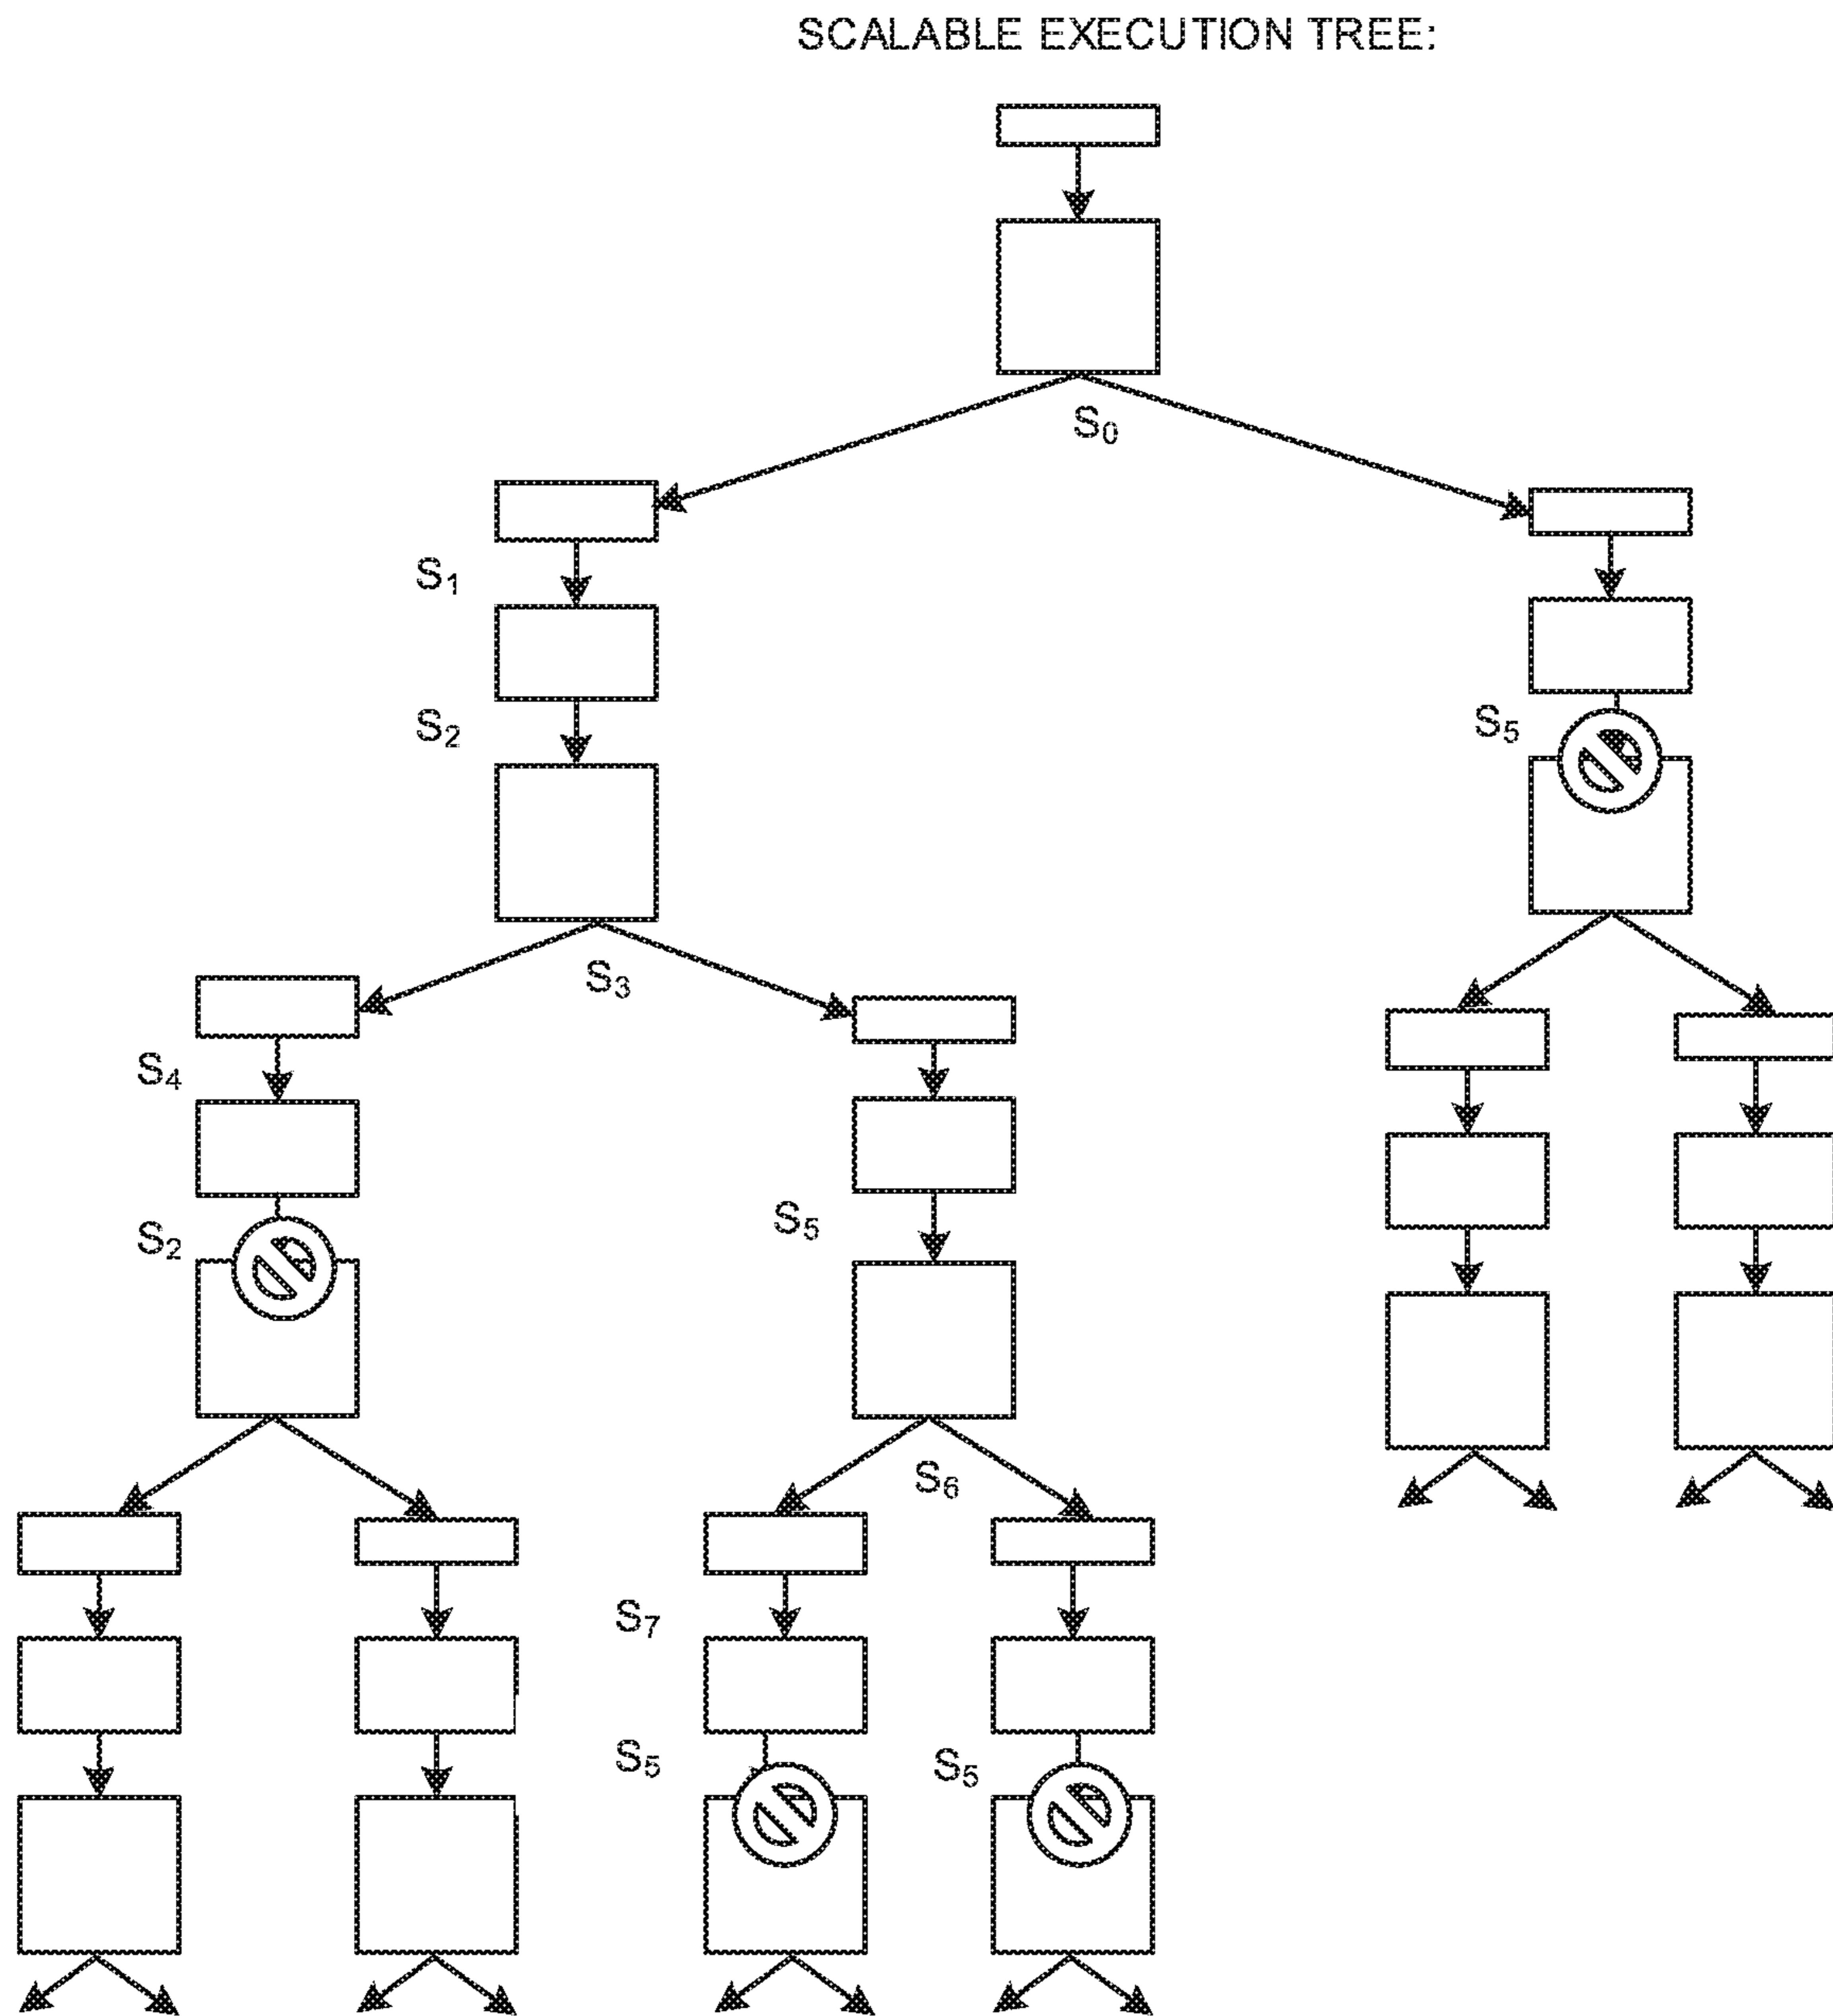 SCALABLE EXECUTION TREE:
S₀
S₁
S₂
S₅
S₃
S₄
S₂
S₅
S₆
S₇
S₅
S₅